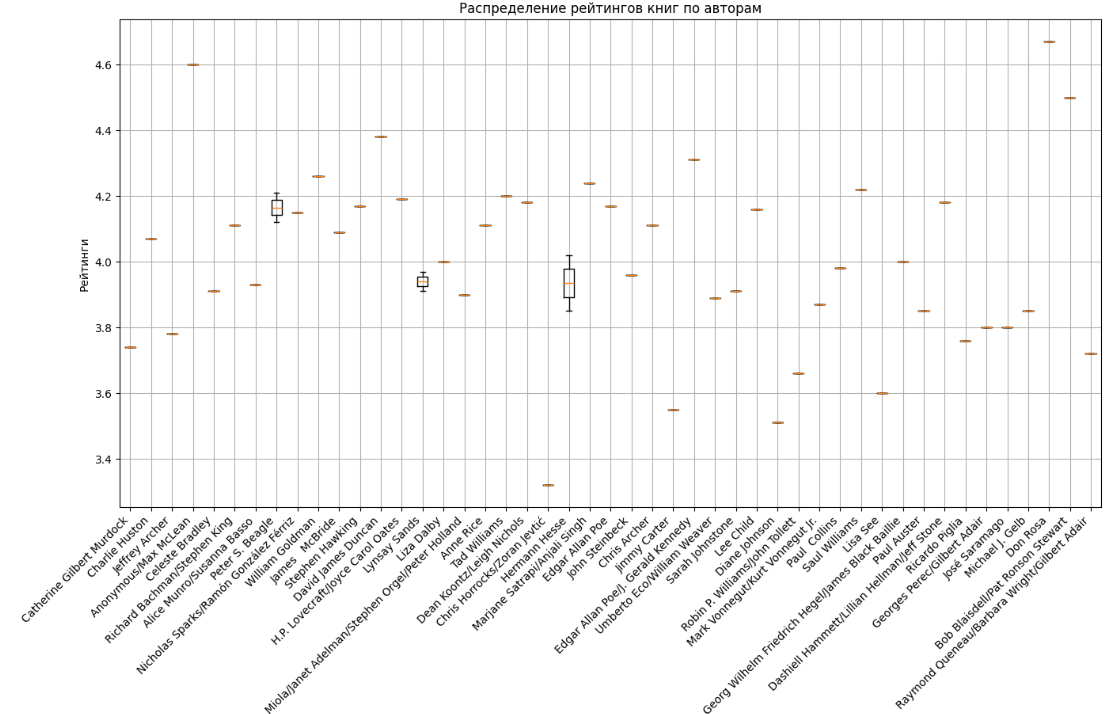 Распределение рейтингов книг по авторам
Рейтинги
4.6
4.4
4.2
4.0
3.8
3.6
3.4
Catherine Gilbert Murdock
Charlie Huston
Jeffrey Archer
Anonymous/Max McLean
Celeste Bradley
Richard Bachman/Stephen King
Alice Munro/Susanna Basso
Peter S. Beagle
Nicholas Sparks/Ramón González Férriz
William Goldman
James McBride
Stephen Hawking
David James Duncan
H.P. Lovecraft/Joyce Carol Oates
Lynsay Sands
Liza Dalby
Miola/Janet Adelman/Stephen Orgel/Peter Holland
Anne Rice
Tad Williams
Dean Koontz/Leigh Nichols
Chris Horrocks/Zoran Jevtić
Hermann Hesse
Marjane Satrapi/Anjali Singh
Edgar Allan Poe
John Steinbeck
Chris Archer
Jimmy Carter
Edgar Allan Poe/J. Gerald Kennedy
Umberto Eco/William Weaver
Sarah Johnstone
Lee Child
Diane Johnson
Robin P. Williams/John Tollett
Mark Vonnegut/Kurt Vonnegut Jr.
Paul Collins
Saul Williams
Lisa See
Georg Wilhelm Friedrich Hegel/James Black Baillie
Paul Auster
Dashiell Hammett/Lillian Hellman/Jeff Stone
Ricardo Piglia
Georges Perec/Gilbert Adair
José Saramago
Michael J. Gelb
Don Rosa
Bob Blaisdell/Pat Ronson Stewart
Raymond Queneau/Barbara Wright/Gilbert Adair